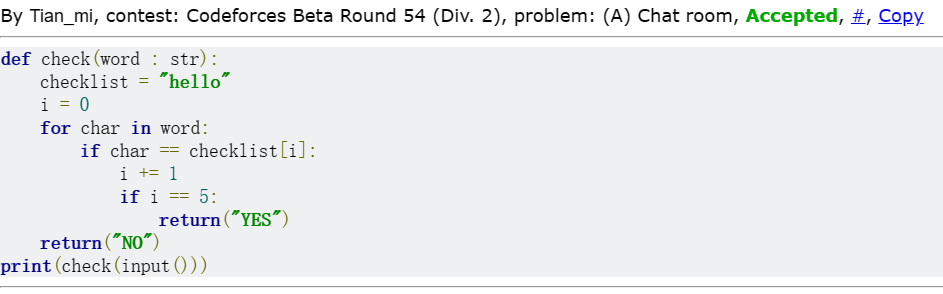 By Tian_mi, contest: Codeforces Beta Round 54 (Div. 2), problem: (A) Chat room, Accepted, #, Copy
def check(word : str):
    checklist = "hello"
    i = 0
    for char in word:
        if char == checklist[i]:
            i += 1
            if i == 5:
                return("YES")
    return("NO")
print(check(input()))